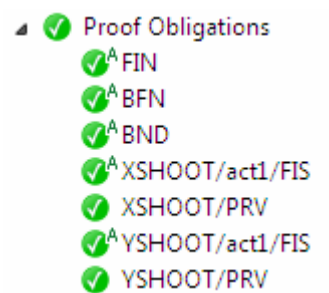 Proof Obligations
A FIN
A BFN
A BND
A XSHOOT/act1/FIS
XSHOOT/PRV
A YSHOOT/act1/FIS
YSHOOT/PRV